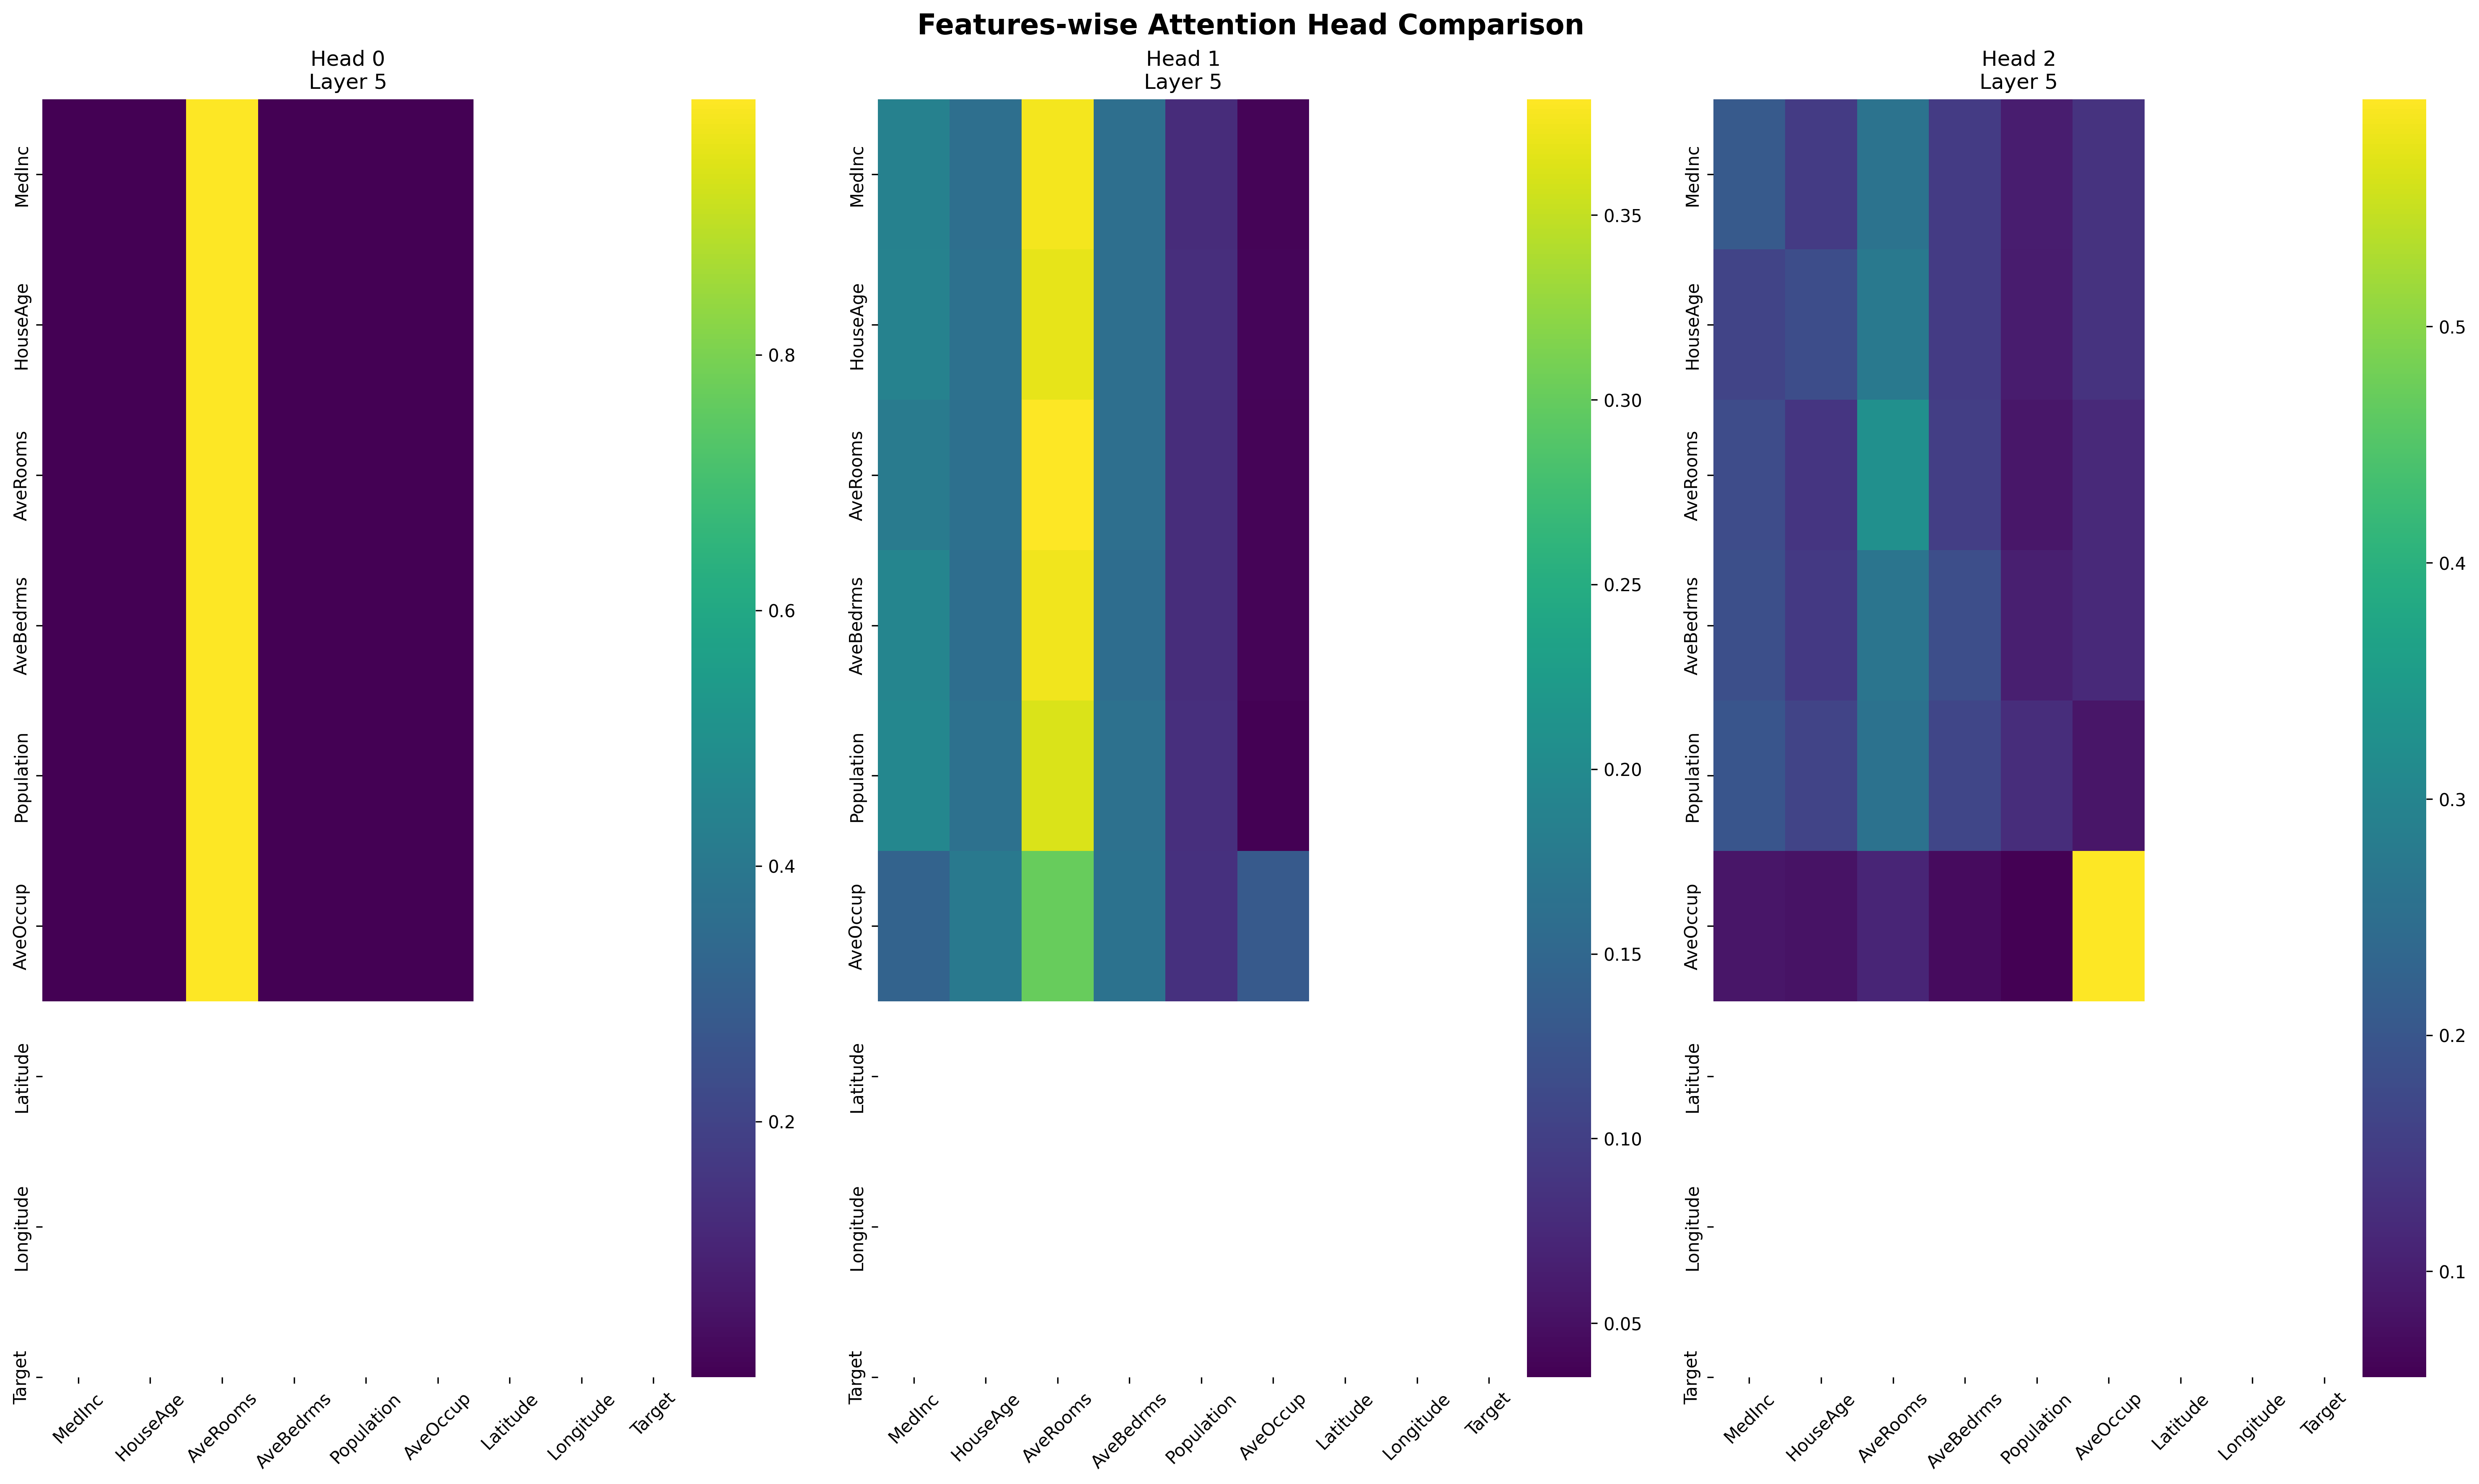 Features-wise Attention Head Comparison
Head 0
Layer 5
MedInc
HouseAge
AveRooms
AveBedrms
Population
AveOccup
Latitude
Longitude
Target
MedInc
HouseAge
AveRooms
AveBedrms
Population
AveOccup
Latitude
Longitude
Target
0.8
0.6
0.4
0.2
Head 1
Layer 5
MedInc
HouseAge
AveRooms
AveBedrms
Population
AveOccup
Latitude
Longitude
Target
MedInc
HouseAge
AveRooms
AveBedrms
Population
AveOccup
Latitude
Longitude
Target
0.35
0.30
0.25
0.20
0.15
0.10
0.05
Head 2
Layer 5
MedInc
HouseAge
AveRooms
AveBedrms
Population
AveOccup
Latitude
Longitude
Target
MedInc
HouseAge
AveRooms
AveBedrms
Population
AveOccup
Latitude
Longitude
Target
0.5
0.4
0.3
0.2
0.1